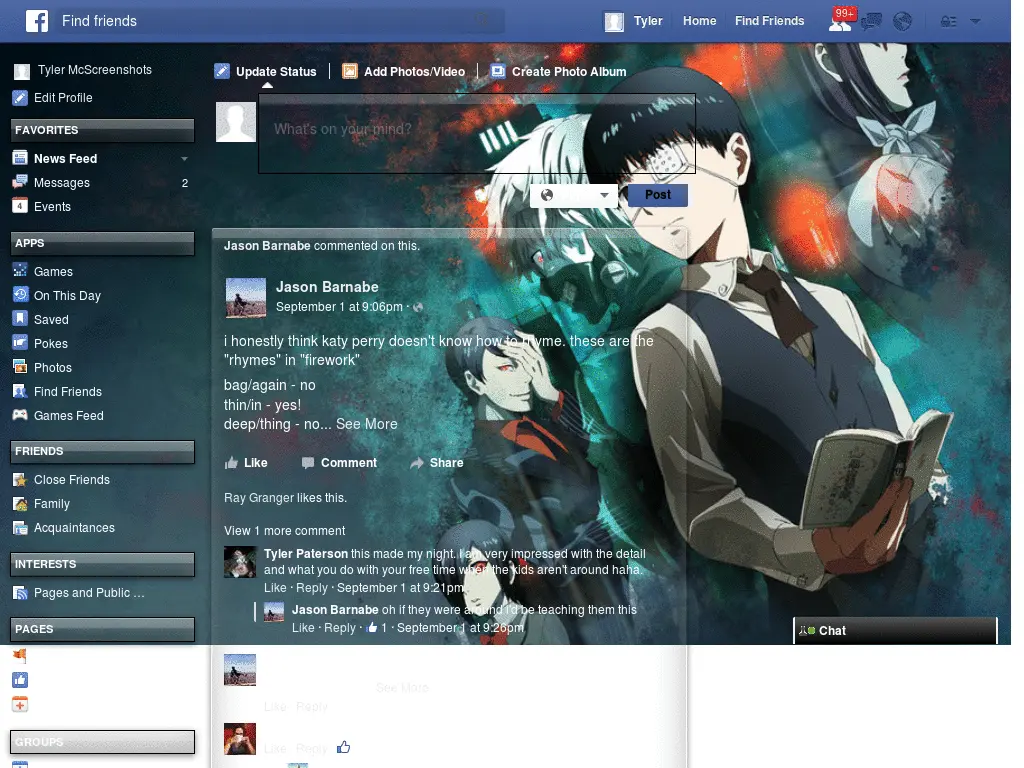 Find friends
Tyler
Home
Find Friends
99+
Tyler McScreenshots
Edit Profile
FAVORITES
News Feed
Messages 2
Events
APPS
Games
On This Day
Saved
Pokes
Photos
Find Friends
Games Feed
FRIENDS
Close Friends
Family
Acquaintances
INTERESTS
Pages and Public ...
PAGES
GROUPS
Update Status
Add Photos/Video
Create Photo Album
What's on your mind?
Post
Jason Barnabe commented on this.
Jason Barnabe
September 1 at 9:06pm ·
i honestly think katy perry doesn't know how to rhyme. these are the
"rhymes" in "firework"
bag/again - no
thin/in - yes!
deep/thing - no... See More
Like
Comment
Share
Ray Granger likes this.
View 1 more comment
Tyler Paterson this made my night. I am very impressed with the detail
and what you do with your free time when the kids aren't around haha.
Like · Reply · September 1 at 9:21pm
Jason Barnabe oh if they were around i'd be teaching them this
Like · Reply · 1 · September 1 at 9:26pm
See More
Like Reply
Like Reply
Chat